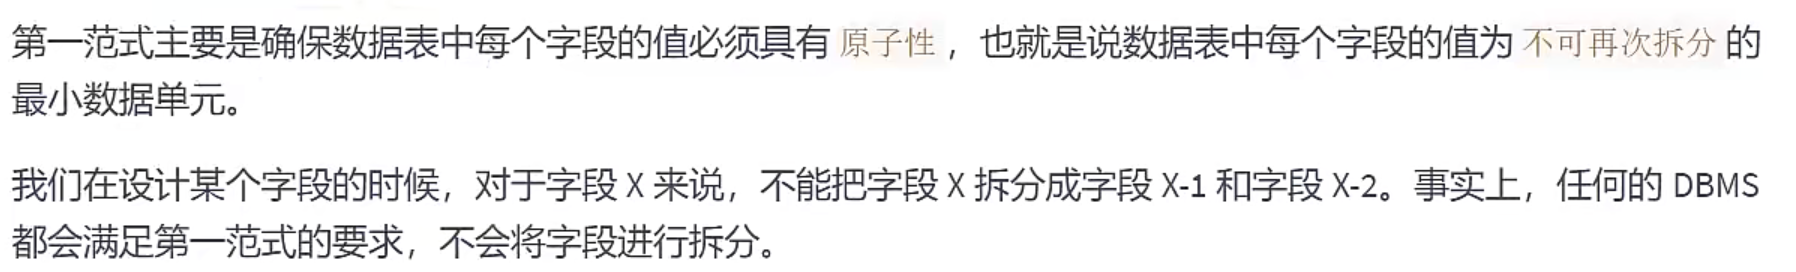 第一范式主要是确保数据表中每个字段的值必须具有 原子性 ，也就是说数据表中每个字段的值为 不可再次拆分 的
最小数据单元。
我们在设计某个字段的时候，对于字段 X 来说，不能把字段 X 拆分成字段 X-1 和字段 X-2。事实上，任何的 DBMS
都会满足第一范式的要求，不会将字段进行拆分。